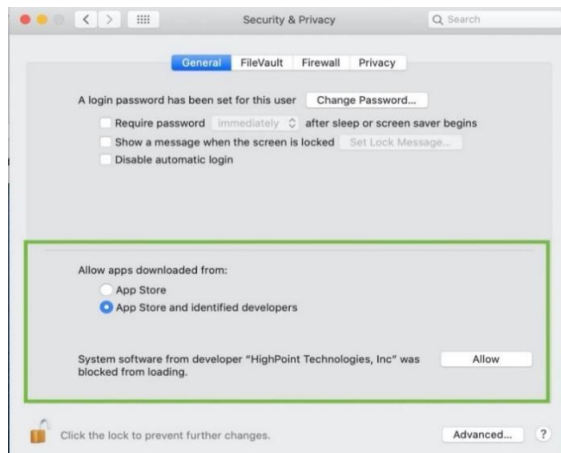 Security & Privacy
Search
General FileVault Firewall Privacy
A login password has been set for this user Change Password...
Require password immediately after sleep or screen saver begins
Show a message when the screen is locked Set Lock Message...
Disable automatic login
Allow apps downloaded from:
App Store
App Store and identified developers
System software from developer "HighPoint Technologies, Inc" was Allow
blocked from loading.
Click the lock to prevent further changes. Advanced... ?